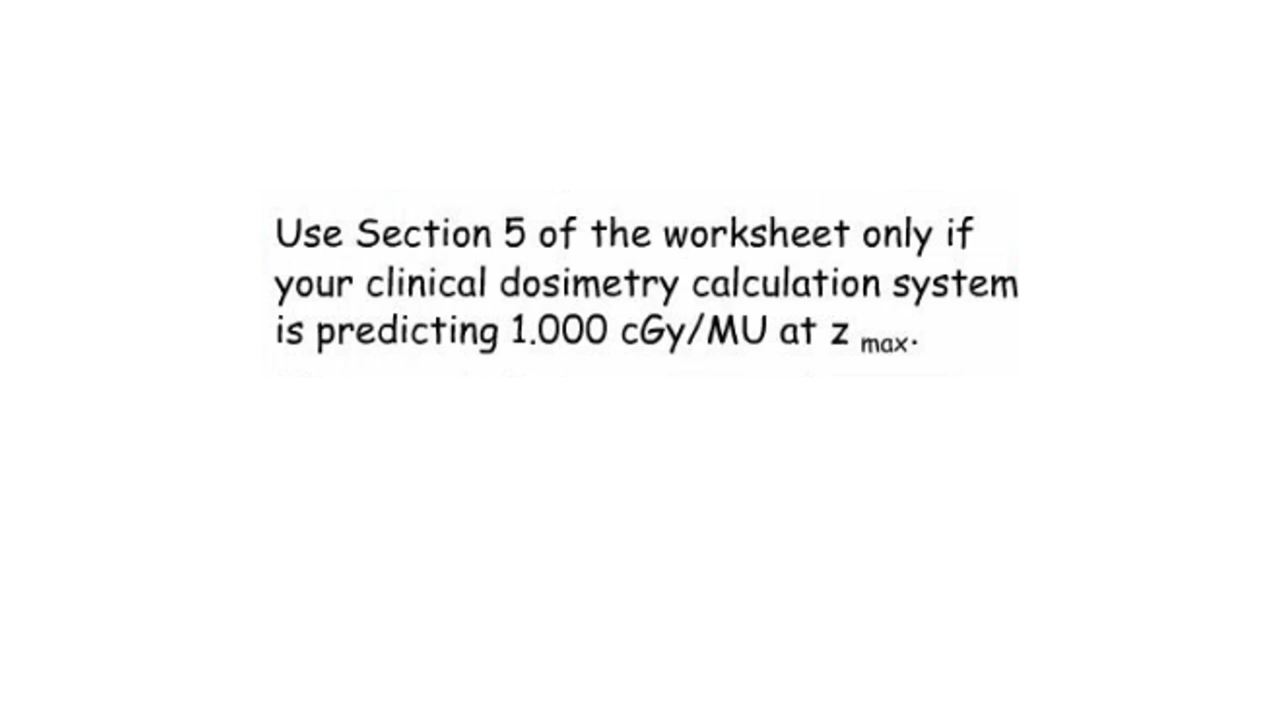 Use Section 5 of the worksheet only if
your clinical dosimetry calculation system
is predicting 1.000 cGy/MU at z max.